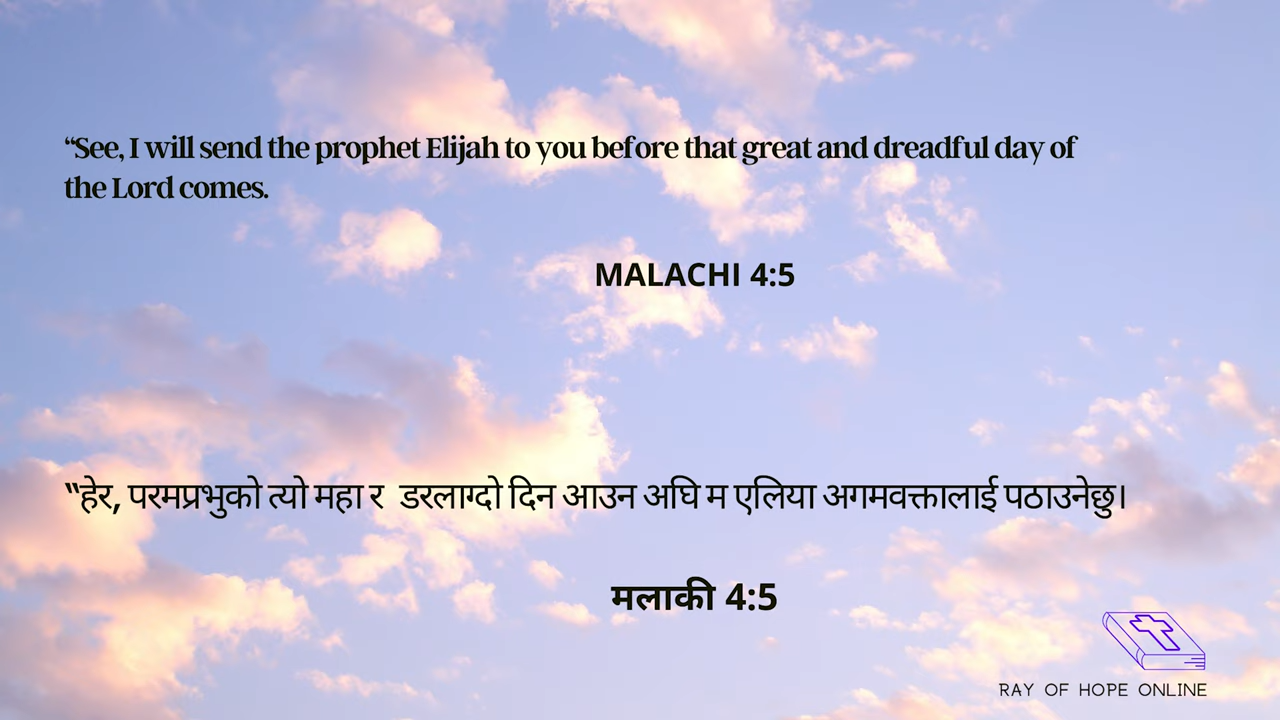 “See, I will send the prophet Elijah to you before that great and dreadful day of
the Lord comes.
MALACHI 4:5
“हेर, परमप्रभुको त्यो महा र डरलाग्दो दिन आउन अघि म एलिया अगमवक्तालाई पठाउनेछु।
मलाकी 4:5
RAY OF HOPE ONLINE